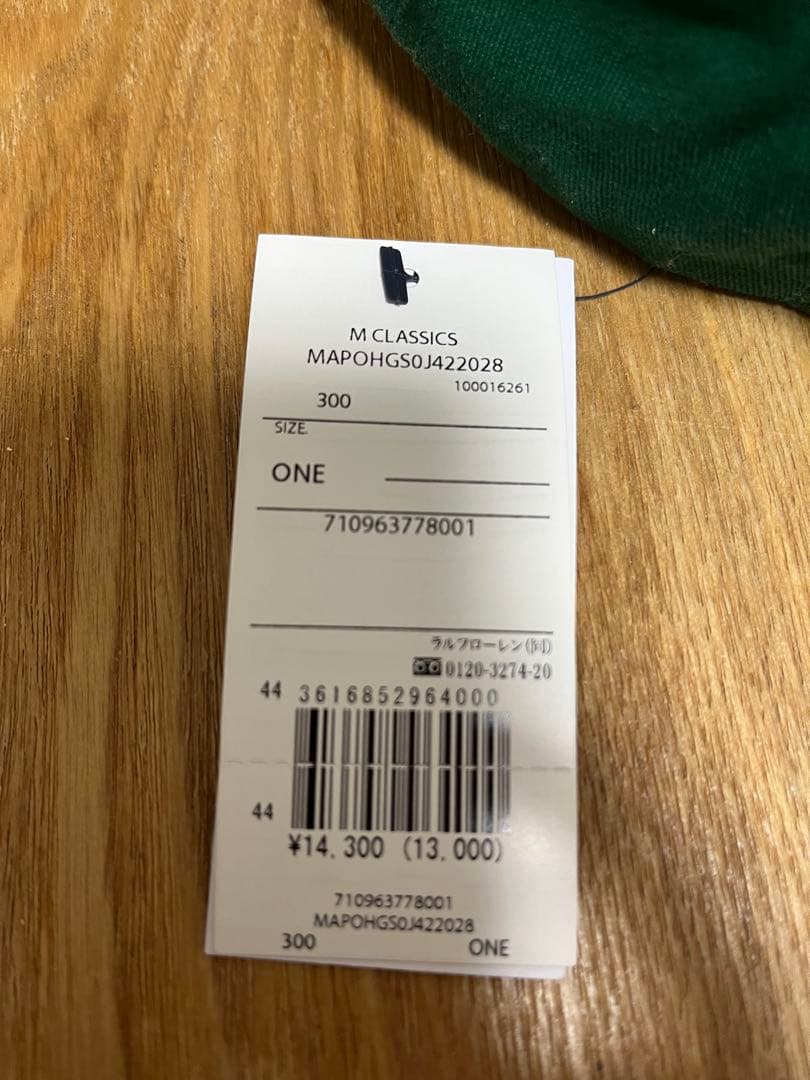 M CLASSICS
MAPOHGS0J422028
100016261
300
SIZE
ONE
710963778001
ラルフローレン(同)
0120-3274-20
44 3616852964000
44
¥14,300 (13,000)
710963778001
MAPOHGS0J422028
300 ONE